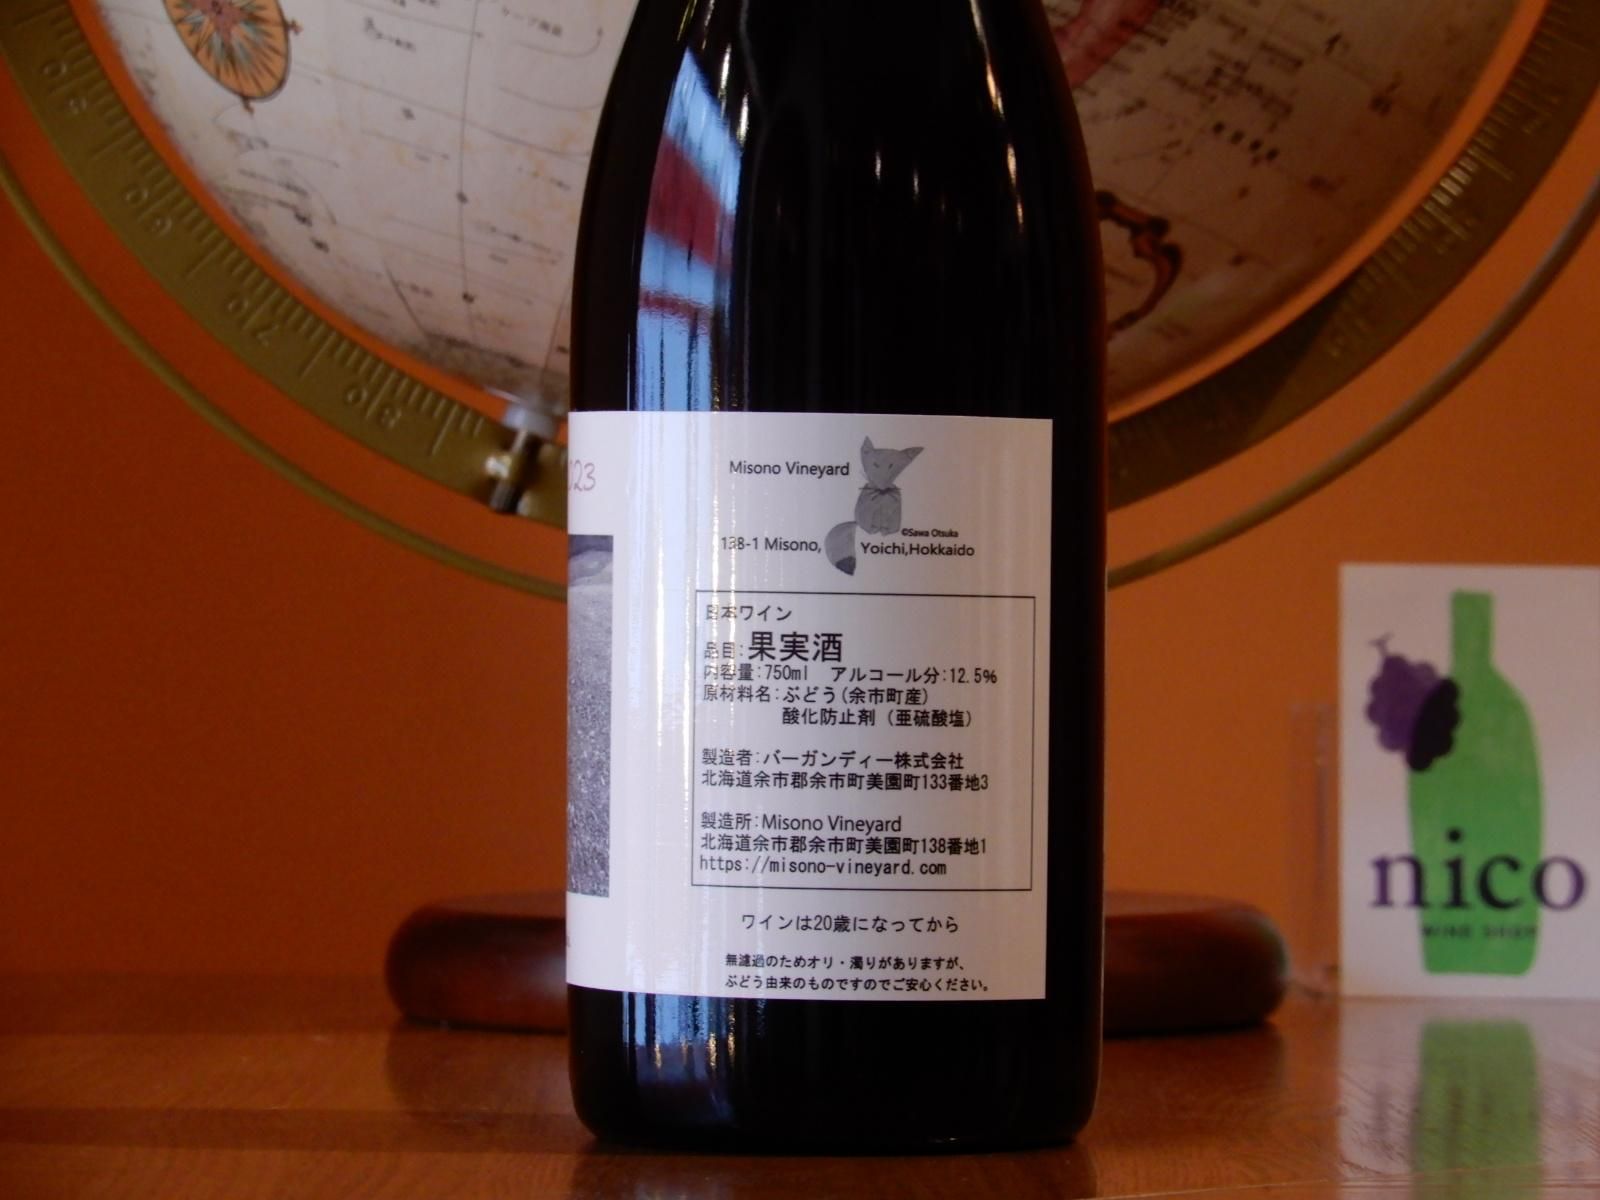 023
Misono Vineyard
©Sawa Otsuka
138-1 Misono, Yoichi,Hokkaido
日本ワイン
品目:果実酒
内容量:750ml アルコール分:12.5%
原材料名:ぶどう(余市町産)
酸化防止剤(亜硫酸塩)
製造者:バーガンディー株式会社
北海道余市郡余市町美園町133番地3
製造所:Misono Vineyard
北海道余市郡余市町美園町138番地1
https://misono-vineyard.com
ワインは20歳になってから
無濾過のためオリ・濁りがありますが、
ぶどう由来のものですのでご安心ください。
nico
WINE SHOP